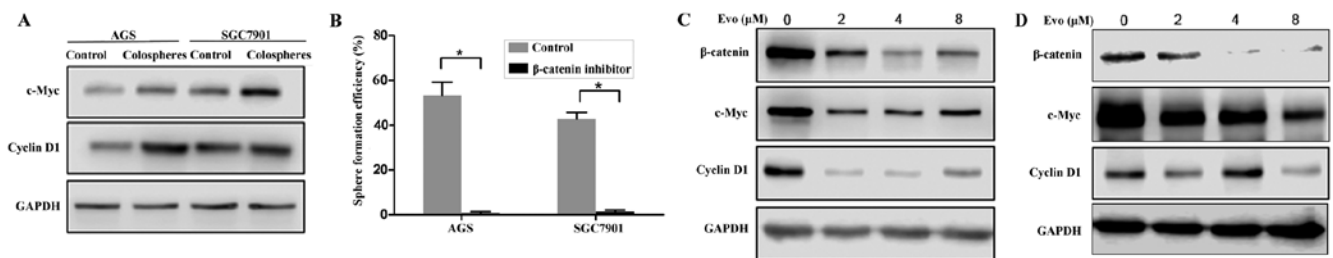 A
AGS SGC7901
Control Colospheres Control Colospheres
c-Myc
Cyclin D1
GAPDH
B
Sphere formation efficiency (%)
80
60
40
20
0
Control
β-catenin inhibitor
* *
AGS SGC7901
C
Evo (μM) 0 2 4 8
β-catenin
c-Myc
Cyclin D1
GAPDH
D
Evo (μM) 0 2 4 8
β-catenin
c-Myc
Cyclin D1
GAPDH